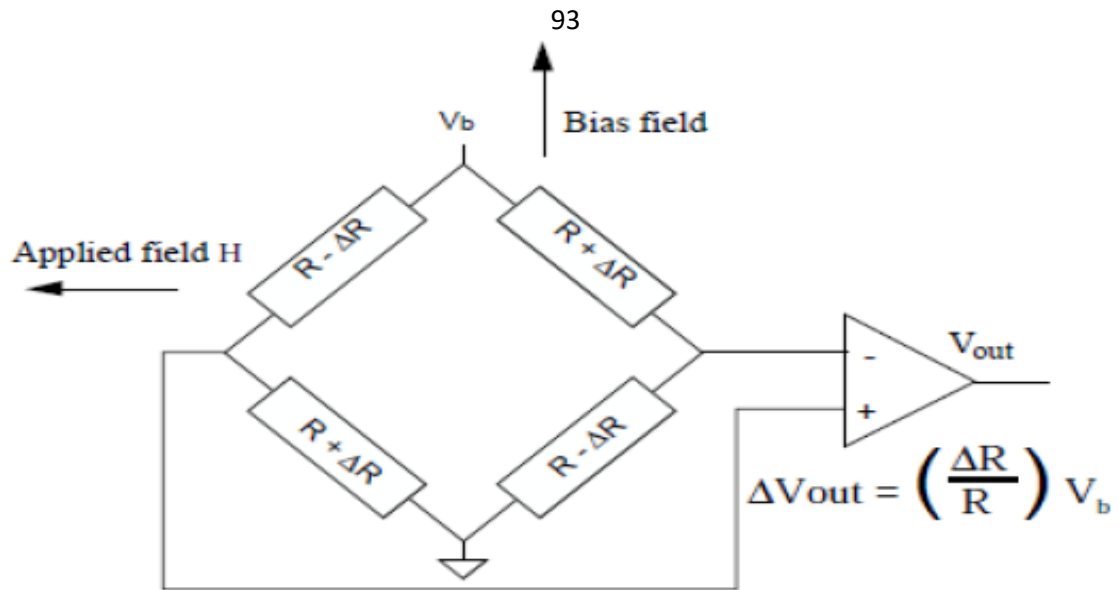 93
Vb
Bias field
Applied field H
R - ΔR
R + ΔR
Vout
-
+
R + ΔR
R - ΔR
ΔVout = (ΔR/R) Vb